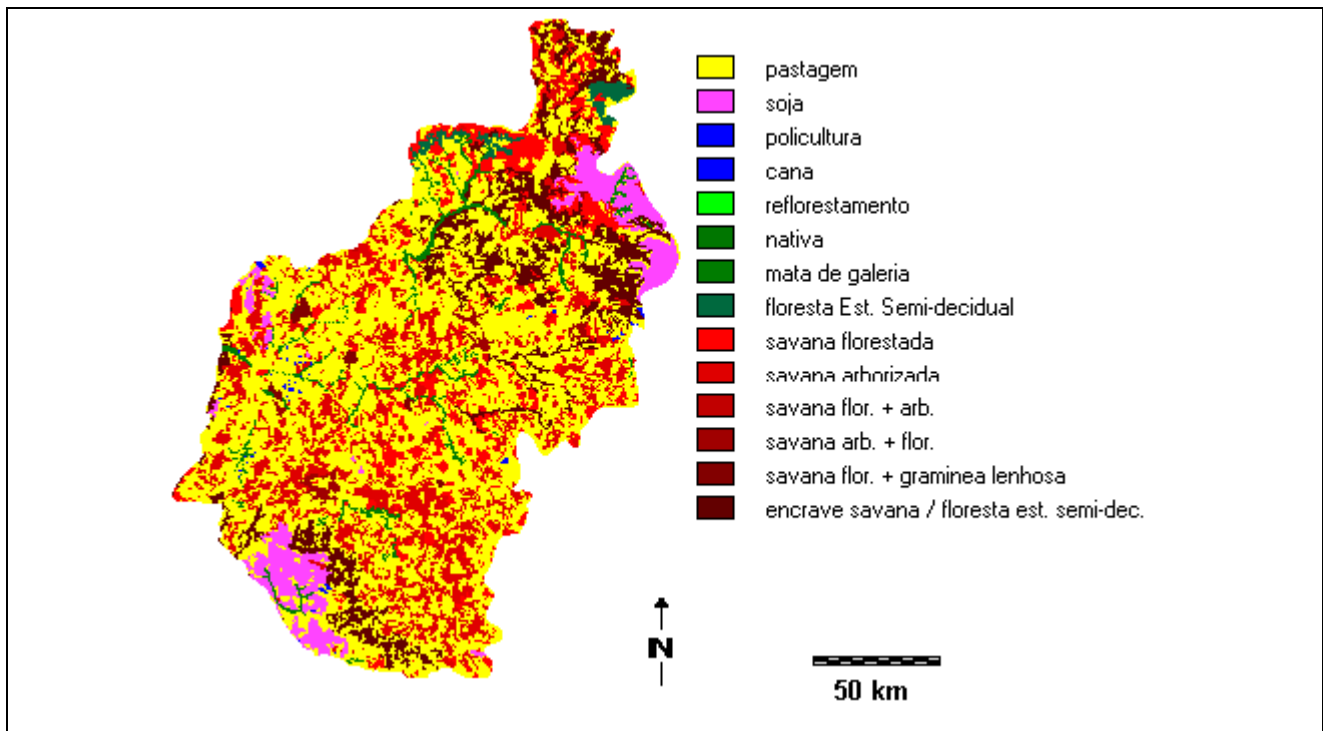 pastagem
soja
policultura
cana
reflorestamento
nativa
mata de galeria
floresta Est. Semi-decidual
savana florestada
savana arborizada
savana flor. + arb.
savana arb. + flor.
savana flor. + graminea lenhosa
encrave savana / floresta est. semi-dec.
N
50 km